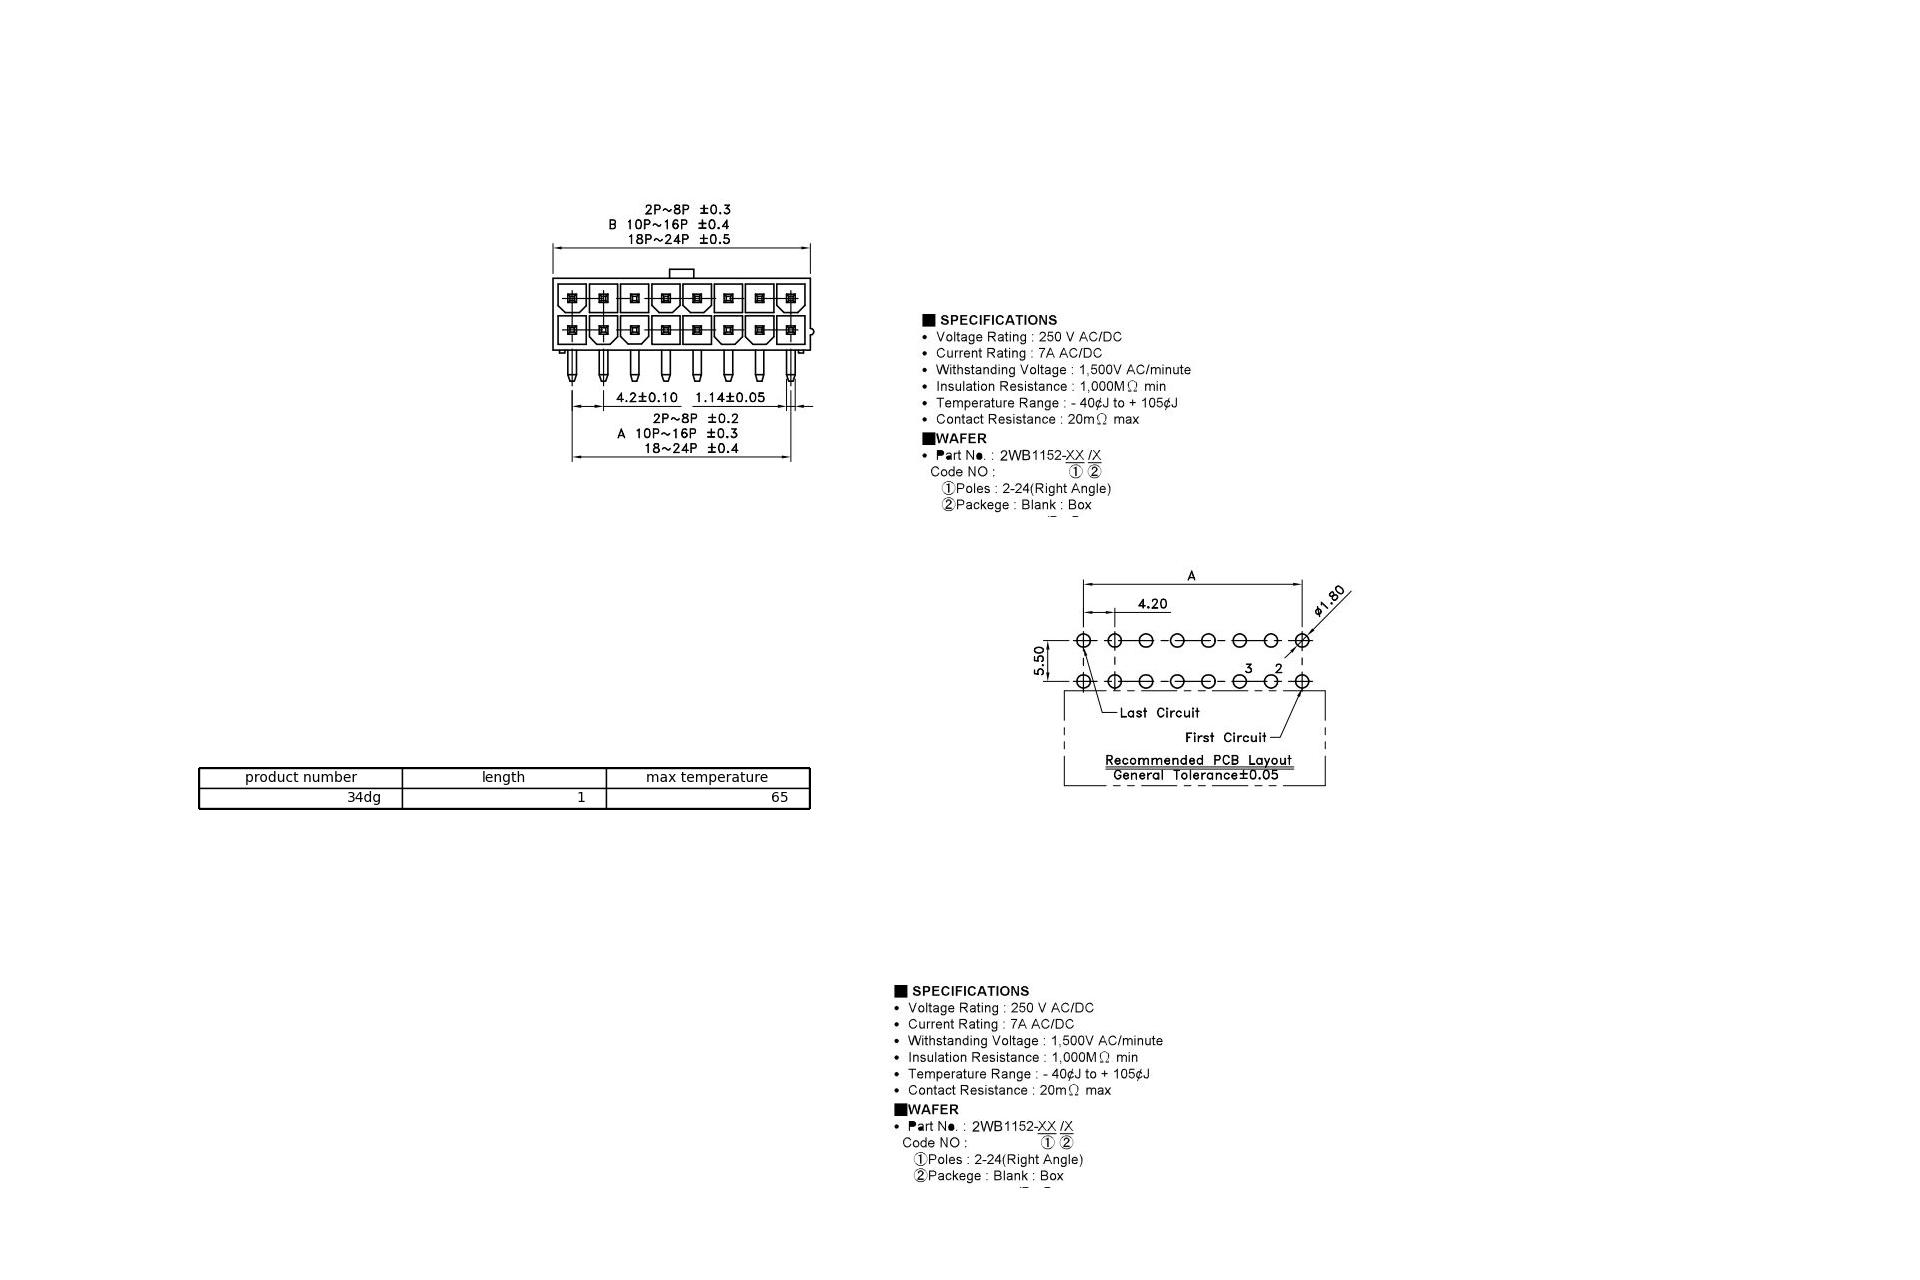 2P~8P ±0.3
B 10P~16P ±0.4
18P~24P ±0.5
4.2±0.10 1.14±0.05
2P~8P ±0.2
A 10P~16P ±0.3
18~24P ±0.4
■ SPECIFICATIONS
• Voltage Rating : 250 V AC/DC
• Current Rating : 7A AC/DC
• Withstanding Voltage : 1,500V AC/minute
• Insulation Resistance : 1,000MΩ min
• Temperature Range : - 40¢J to + 105¢J
• Contact Resistance : 20mΩ max
■WAFER
• Part No. : 2WB1152-XX /X
Code NO : ① ②
①Poles : 2-24(Right Angle)
②Packege : Blank : Box
A
4.20
ø1.80
5.50
3 2
Last Circuit
First Circuit
Recommended PCB Layout
General Tolerance±0.05
product number length max temperature
34dg 1 65
■ SPECIFICATIONS
• Voltage Rating : 250 V AC/DC
• Current Rating : 7A AC/DC
• Withstanding Voltage : 1,500V AC/minute
• Insulation Resistance : 1,000MΩ min
• Temperature Range : - 40¢J to + 105¢J
• Contact Resistance : 20mΩ max
■WAFER
• Part No. : 2WB1152-XX /X
Code NO : ① ②
①Poles : 2-24(Right Angle)
②Packege : Blank : Box